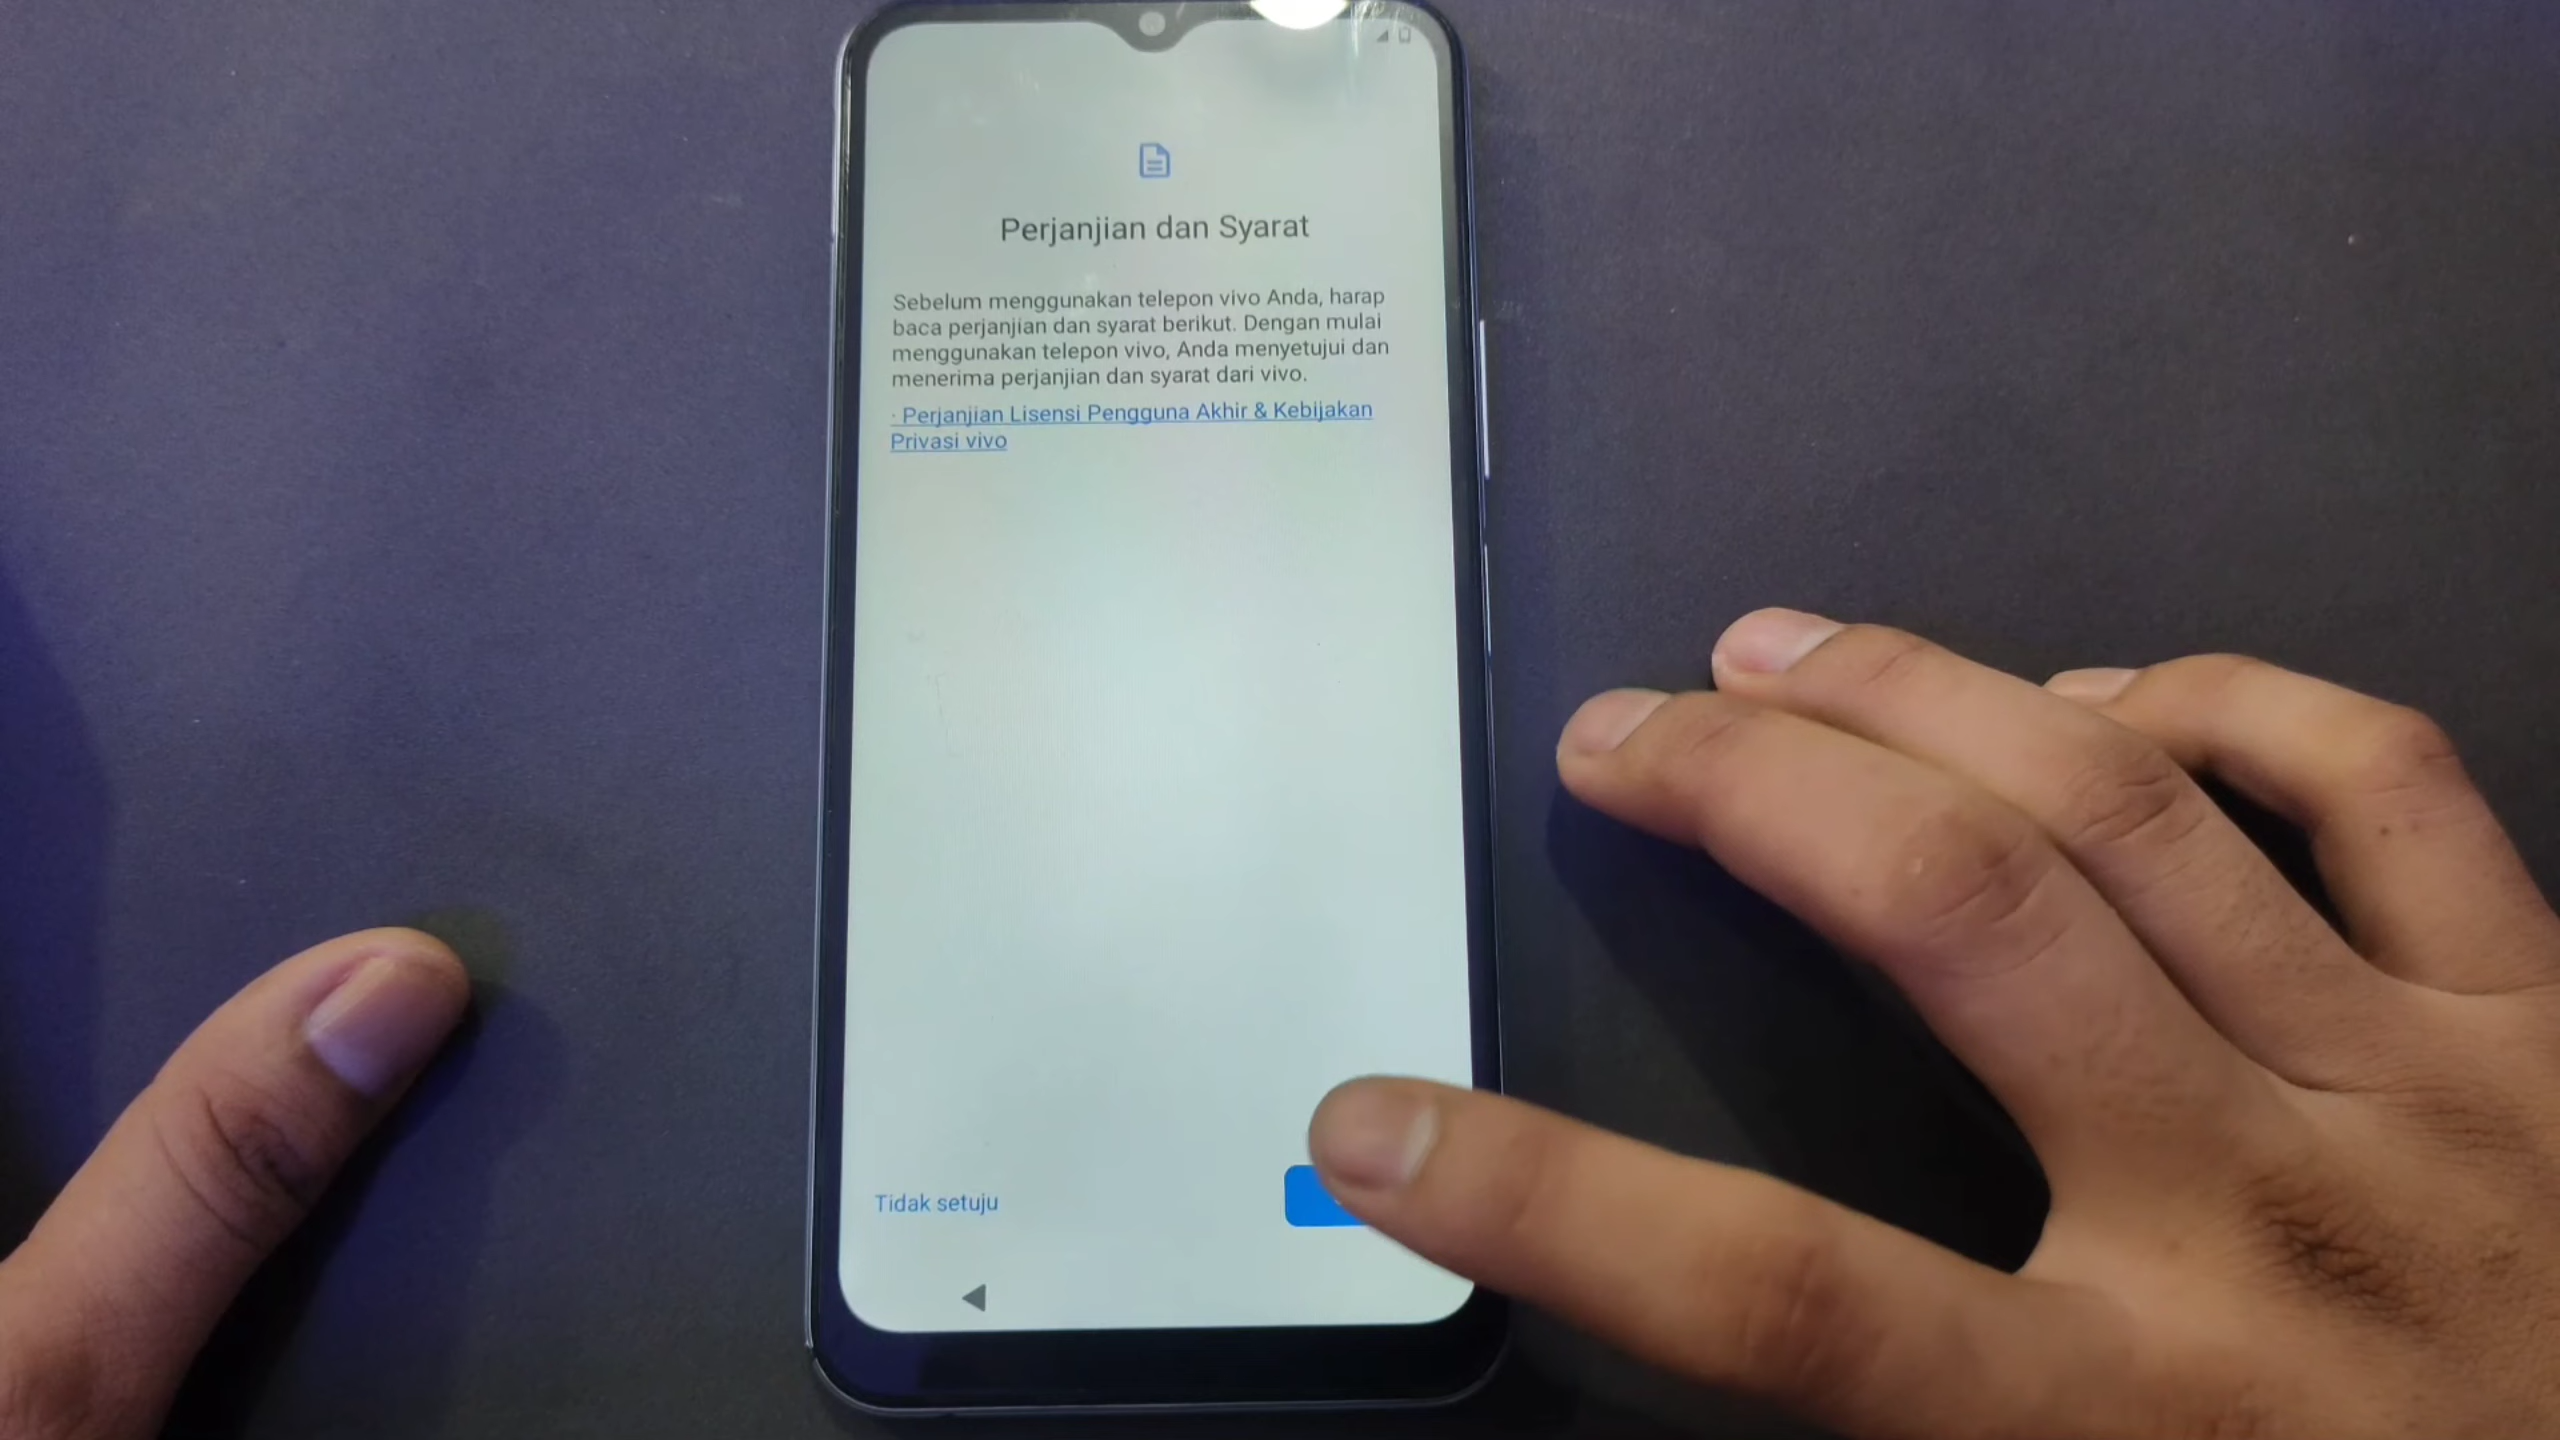 Perjanjian dan Syarat
Sebelum menggunakan telepon vivo Anda, harap
baca perjanjian dan syarat berikut. Dengan mulai
menggunakan telepon vivo, Anda menyetujui dan
menerima perjanjian dan syarat dari vivo.
· Perjanjian Lisensi Pengguna Akhir & Kebijakan
Privasi vivo
Tidak setuju